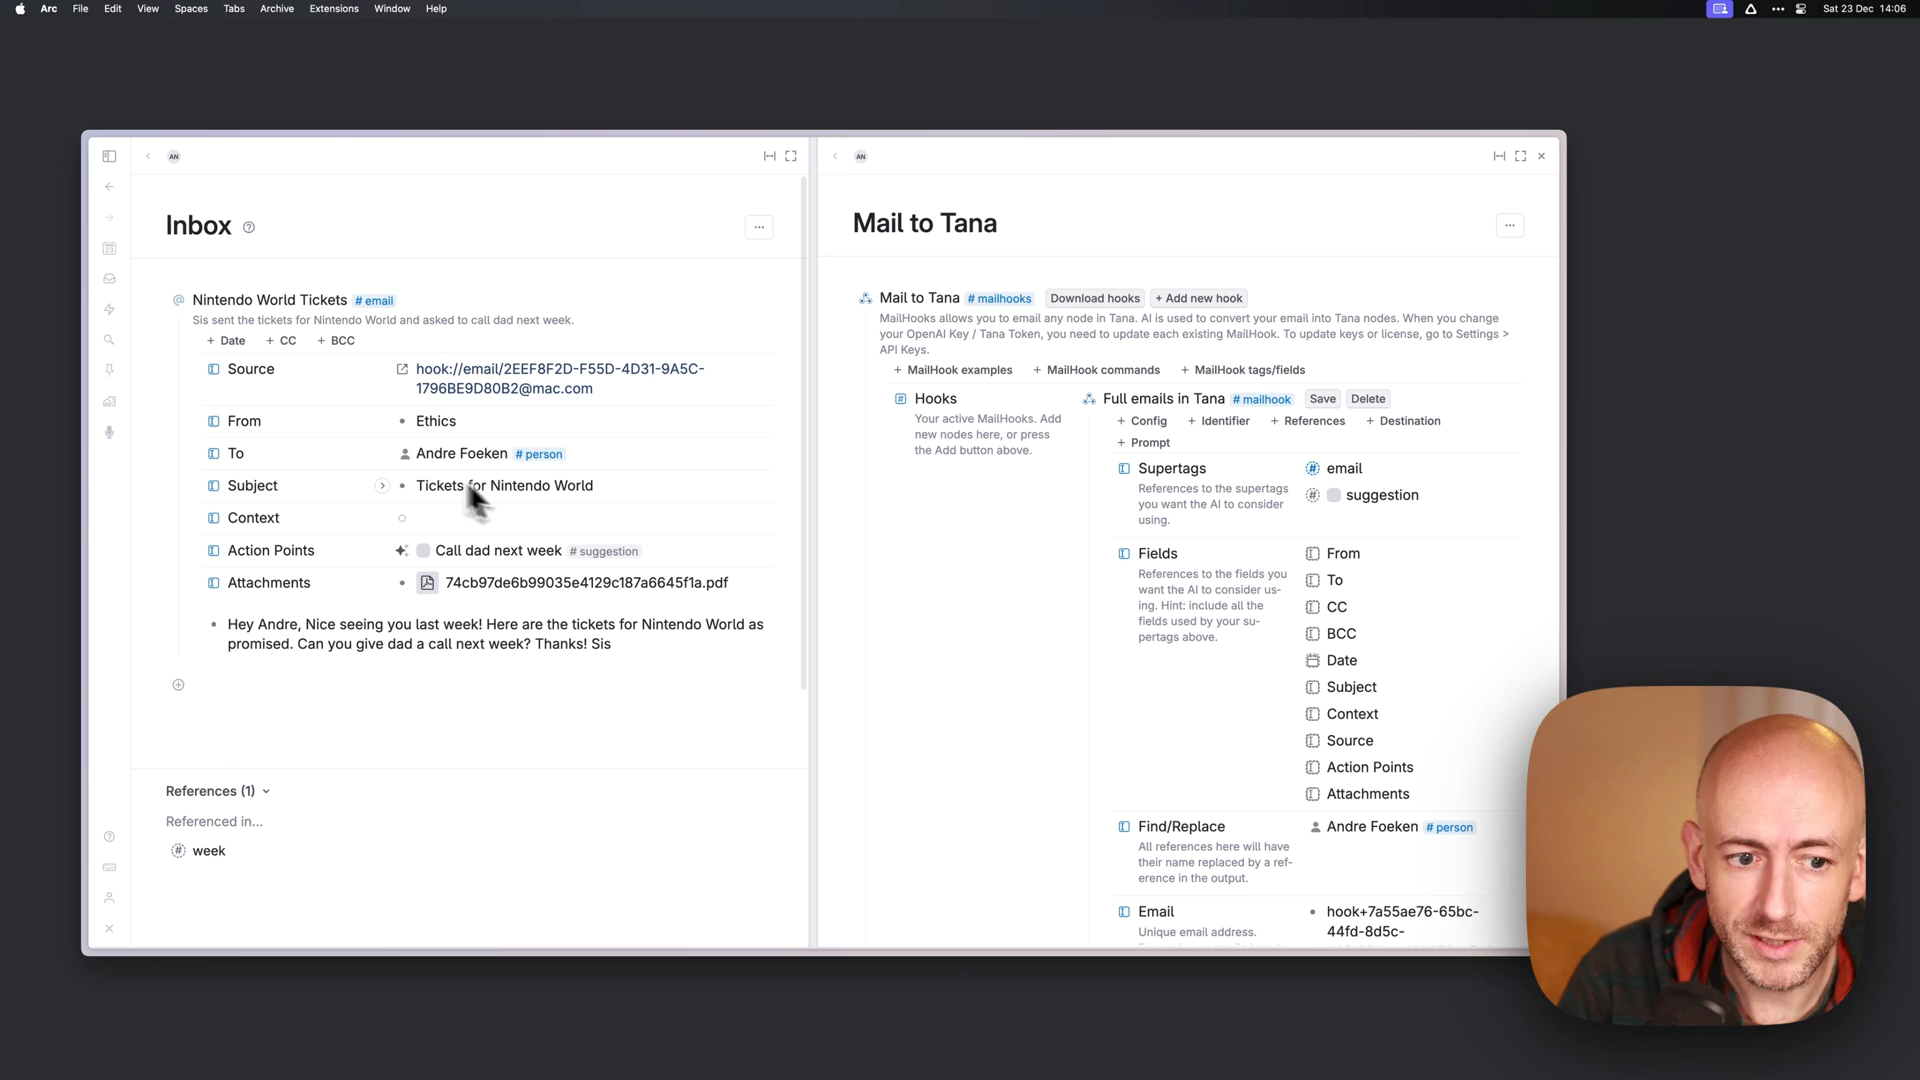 Arc File Edit View Spaces Tabs Archive Extensions Window Help
Sat 23 Dec 14:06
AN
Inbox
Nintendo World Tickets # email
Sis sent the tickets for Nintendo World and asked to call dad next week.
+ Date + CC + BCC
Source
hook://email/2EEF8F2D-F55D-4D31-9A5C-
1796BE9D80B2@mac.com
From
Ethics
To
Andre Foeken # person
Subject
Tickets for Nintendo World
Context
Action Points
Call dad next week # suggestion
Attachments
74cb97de6b99035e4129c187a6645f1a.pdf
Hey Andre, Nice seeing you last week! Here are the tickets for Nintendo World as
promised. Can you give dad a call next week? Thanks! Sis
References (1)
Referenced in...
week
23
AN
Mail to Tana
Mail to Tana # mailhooks Download hooks + Add new hook
MailHooks allows you to email any node in Tana. AI is used to convert your email into Tana nodes. When you change
your OpenAI Key / Tana Token, you need to update each existing MailHook. To update keys or license, go to Settings >
API Keys.
+ MailHook examples + MailHook commands + MailHook tags/fields
Hooks
Your active MailHooks. Add
new nodes here, or press
the Add button above.
Full emails in Tana # mailhook Save Delete
+ Config + Identifier + References + Destination
+ Prompt
Supertags
References to the supertags
you want the AI to consider
using.
email
suggestion
Fields
References to the fields you
want the AI to consider us-
ing. Hint: include all the
fields used by your su-
pertags above.
From
To
CC
BCC
Date
Subject
Context
Source
Action Points
Attachments
Find/Replace
All references here will have
their name replaced by a ref-
erence in the output.
Andre Foeken # person
Email
Unique email address.
hook+7a55ae76-65bc-
44fd-8d5c-